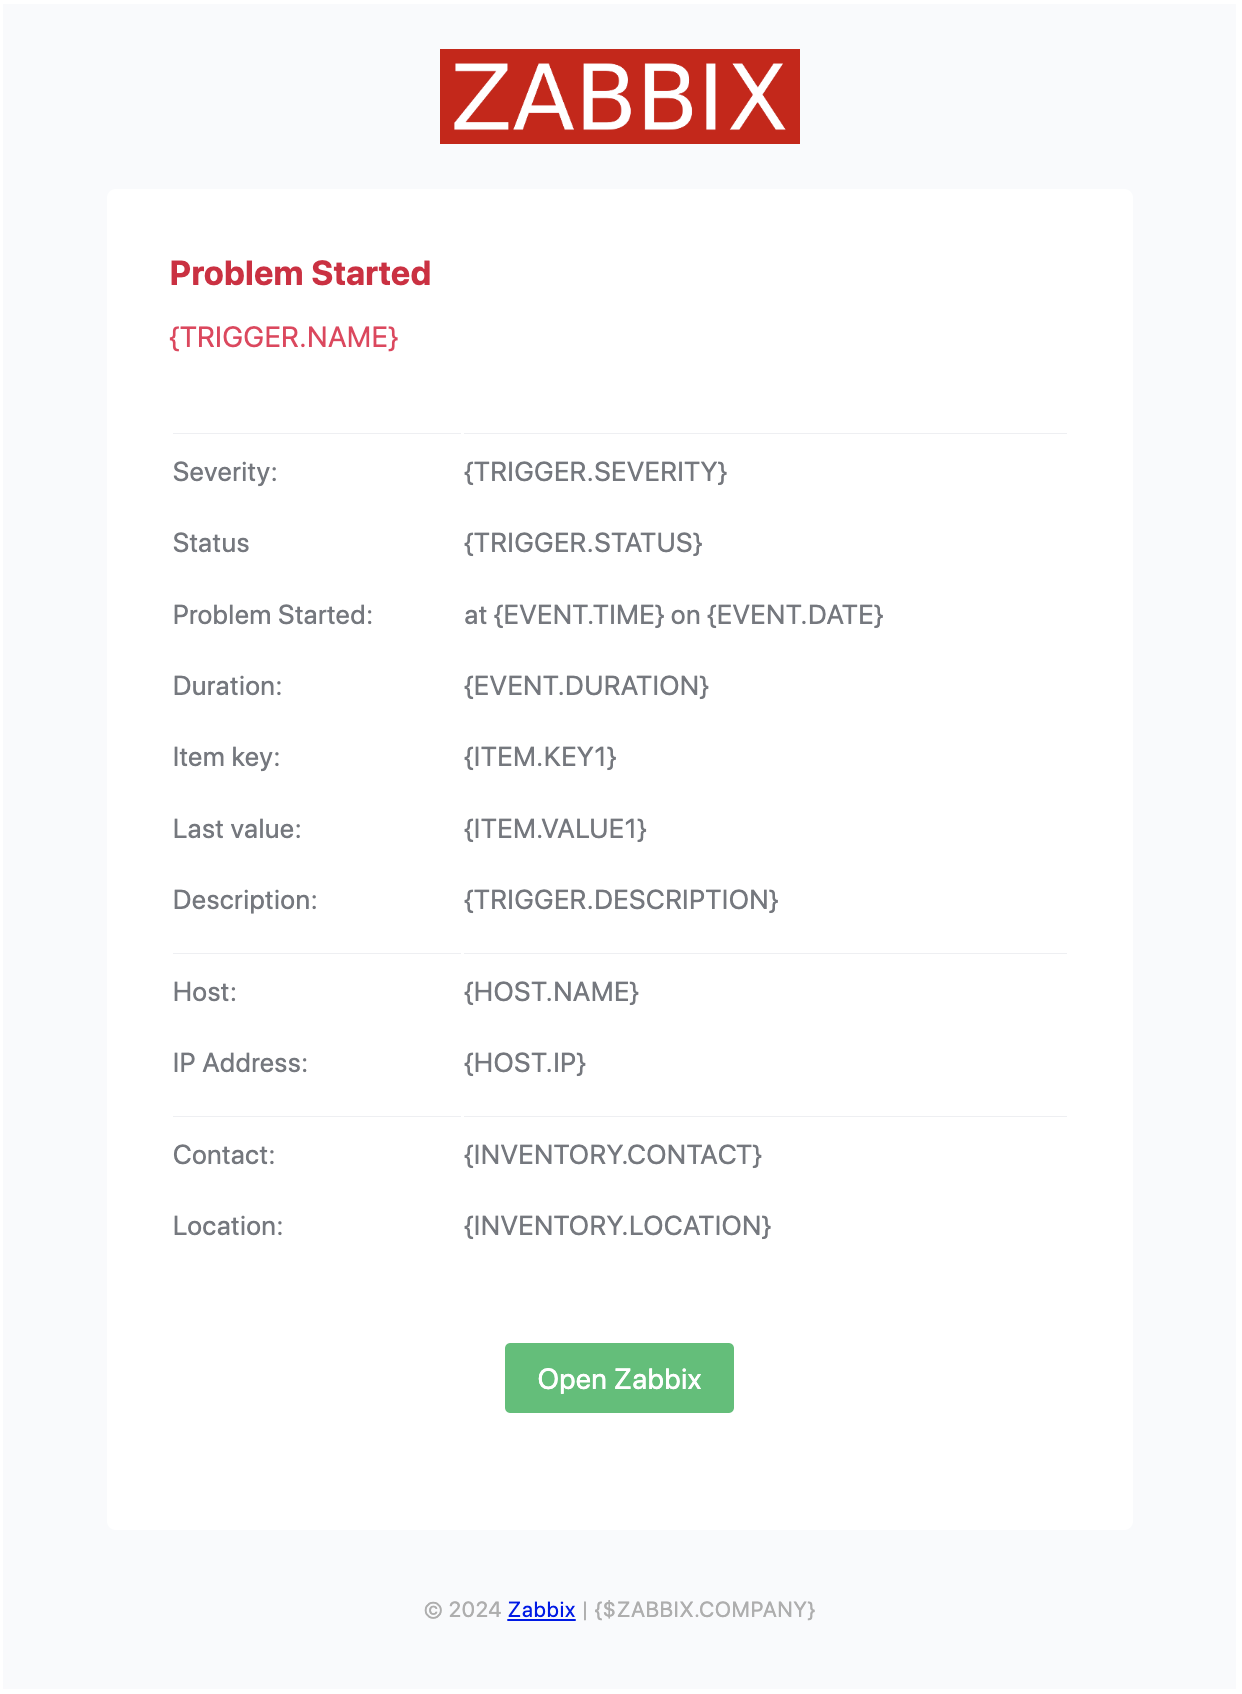 ZABBIX
Problem Started
{TRIGGER.NAME}
Severity: {TRIGGER.SEVERITY}
Status {TRIGGER.STATUS}
Problem Started: at {EVENT.TIME} on {EVENT.DATE}
Duration: {EVENT.DURATION}
Item key: {ITEM.KEY1}
Last value: {ITEM.VALUE1}
Description: {TRIGGER.DESCRIPTION}
Host: {HOST.NAME}
IP Address: {HOST.IP}
Contact: {INVENTORY.CONTACT}
Location: {INVENTORY.LOCATION}
Open Zabbix
© 2024 Zabbix | {$ZABBIX.COMPANY}